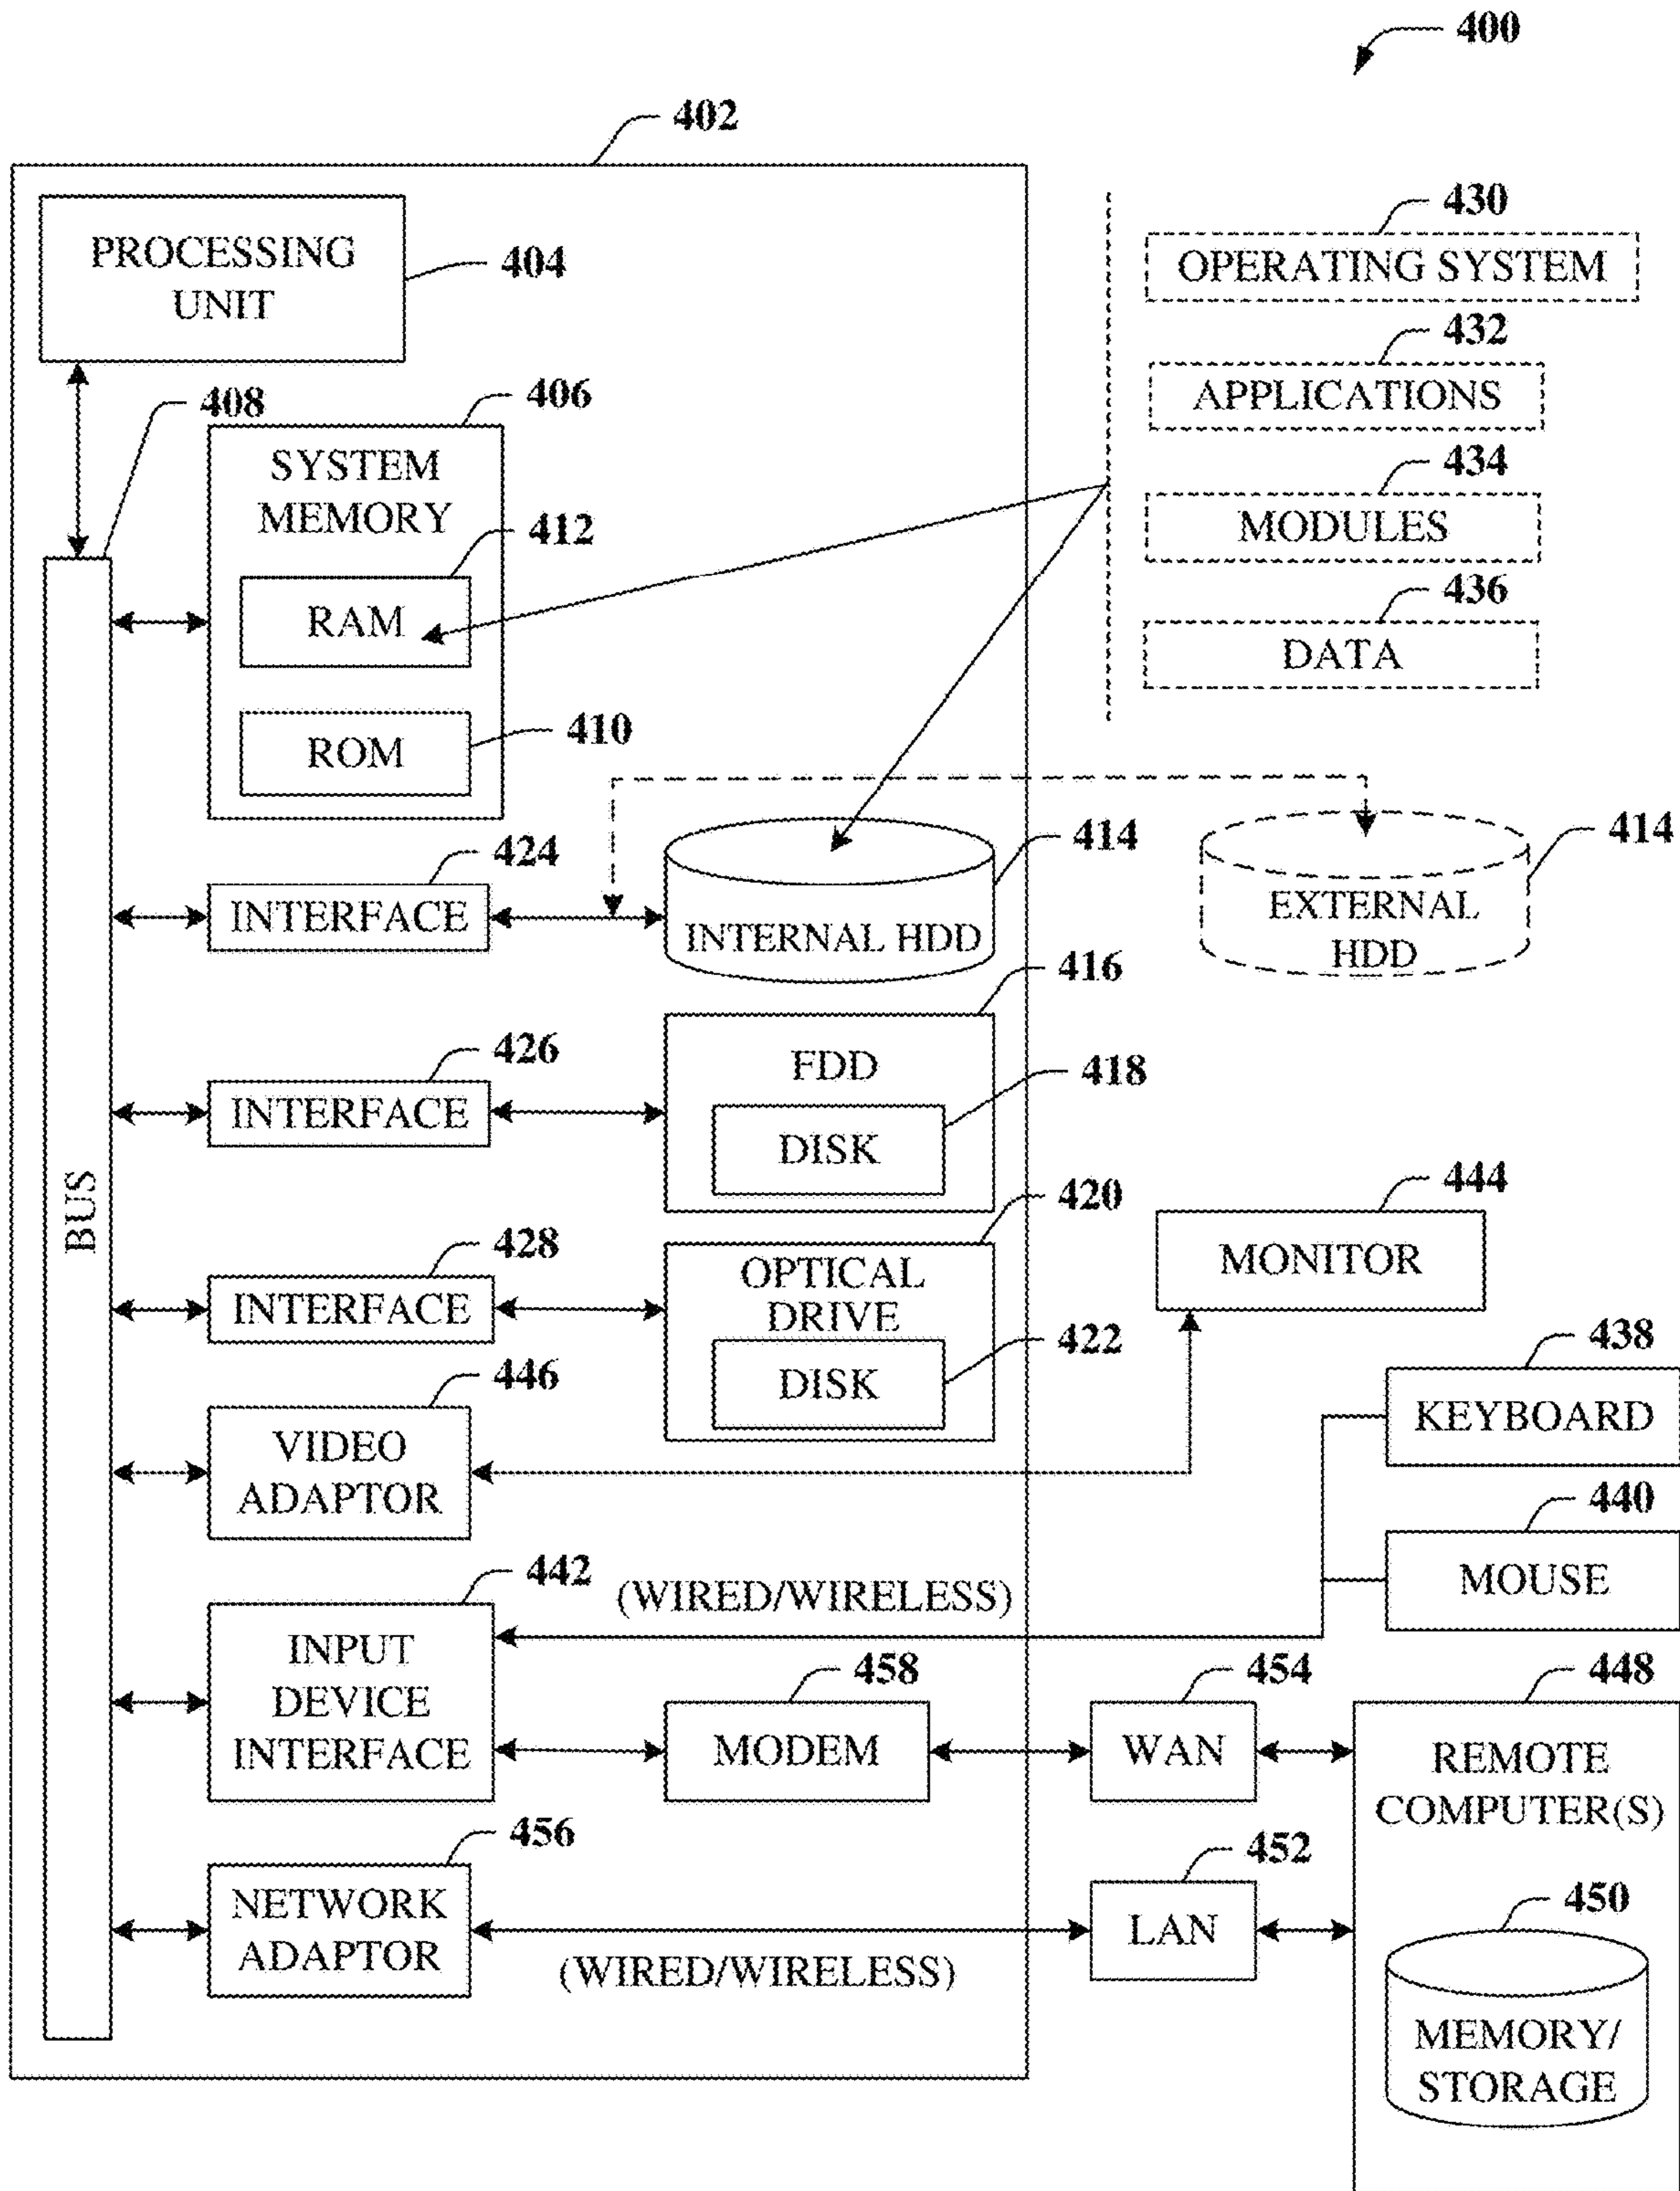 400
402
PROCESSING
UNIT
404
430
OPERATING SYSTEM
432
APPLICATIONS
434
MODULES
436
DATA
408
406
SYSTEM
MEMORY
412
RAM
410
ROM
BUS
424
INTERFACE
414
INTERNAL HDD
414
EXTERNAL
HDD
426
INTERFACE
416
FDD
418
DISK
428
INTERFACE
420
OPTICAL
DRIVE
422
DISK
444
MONITOR
446
VIDEO
ADAPTOR
438
KEYBOARD
440
MOUSE
442
INPUT
DEVICE
INTERFACE
(WIRED/WIRELESS)
458
MODEM
454
WAN
448
REMOTE
COMPUTER(S)
456
NETWORK
ADAPTOR
(WIRED/WIRELESS)
452
LAN
450
MEMORY/
STORAGE